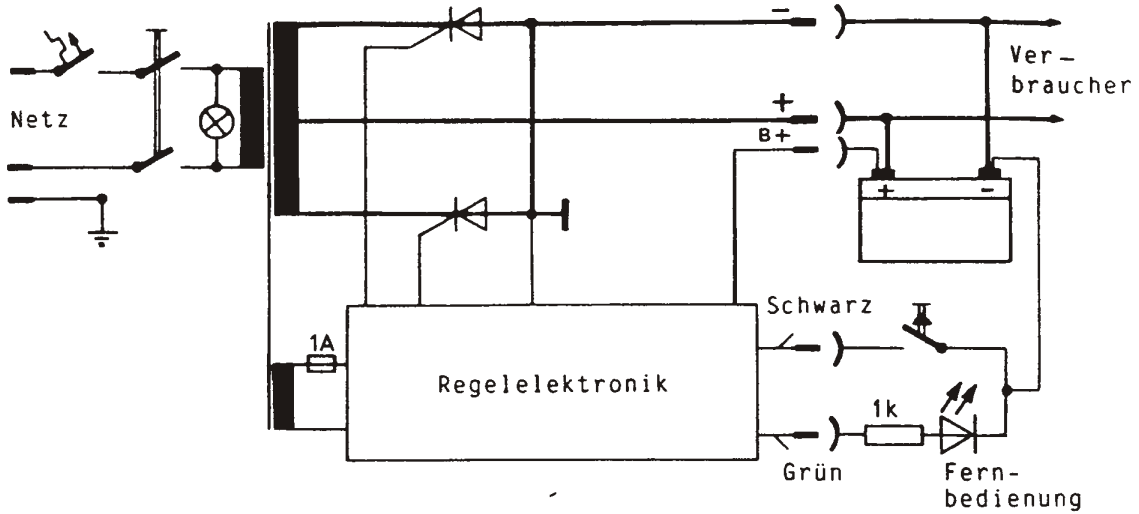 −
Ver-
braucher
Netz
+
B+
+ −
Schwarz
1A
Regelelektronik
1k
Grün
Fern-
bedienung